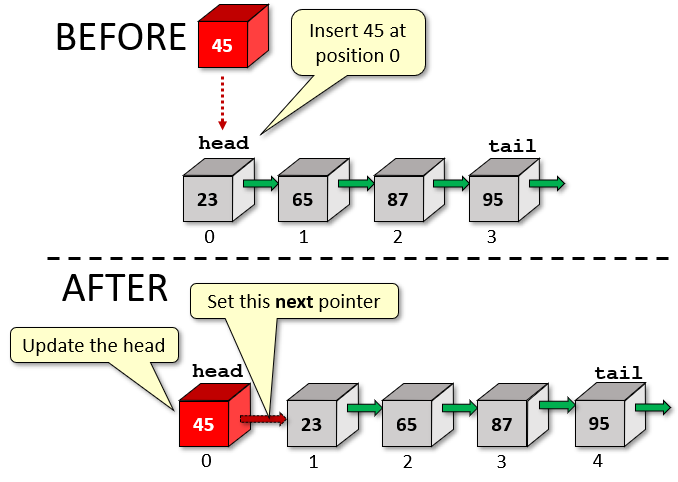 BEFORE
45
Insert 45 at
position 0
head
tail
23
65
87
95
0
1
2
3
AFTER
Set this next pointer
Update the head
head
tail
45
23
65
87
95
0
1
2
3
4